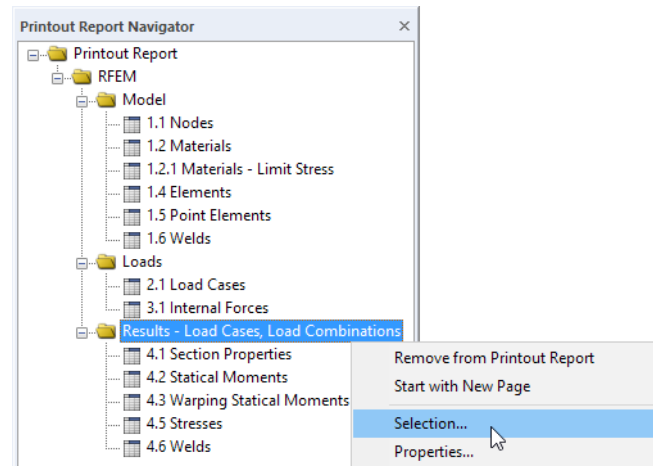 Printout Report Navigator
Printout Report
RFEM
Model
1.1 Nodes
1.2 Materials
1.2.1 Materials - Limit Stress
1.4 Elements
1.5 Point Elements
1.6 Welds
Loads
2.1 Load Cases
3.1 Internal Forces
Results - Load Cases, Load Combinations
4.1 Section Properties
4.2 Statical Moments
4.3 Warping Statical Moments
4.5 Stresses
4.6 Welds
Remove from Printout Report
Start with New Page
Selection...
Properties...